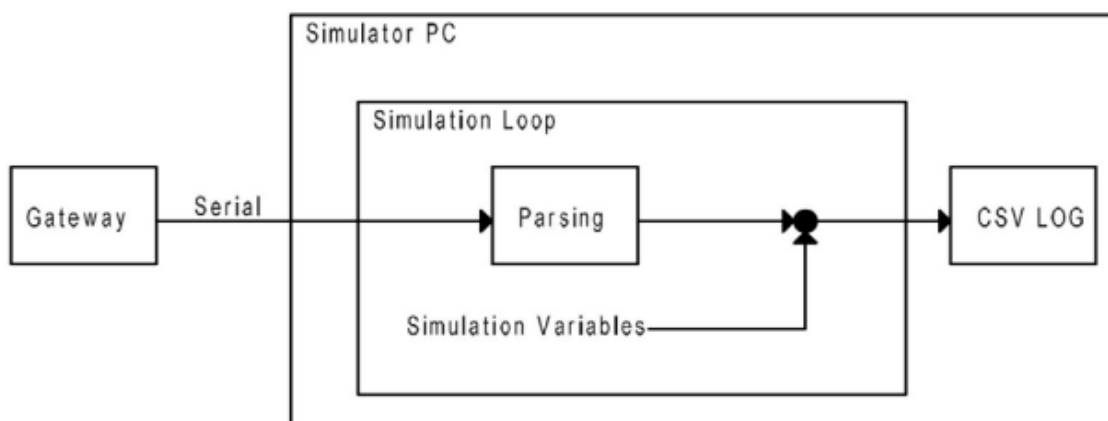 Simulator PC
Simulation Loop
Gateway
Serial
Parsing
CSV LOG
Simulation Variables